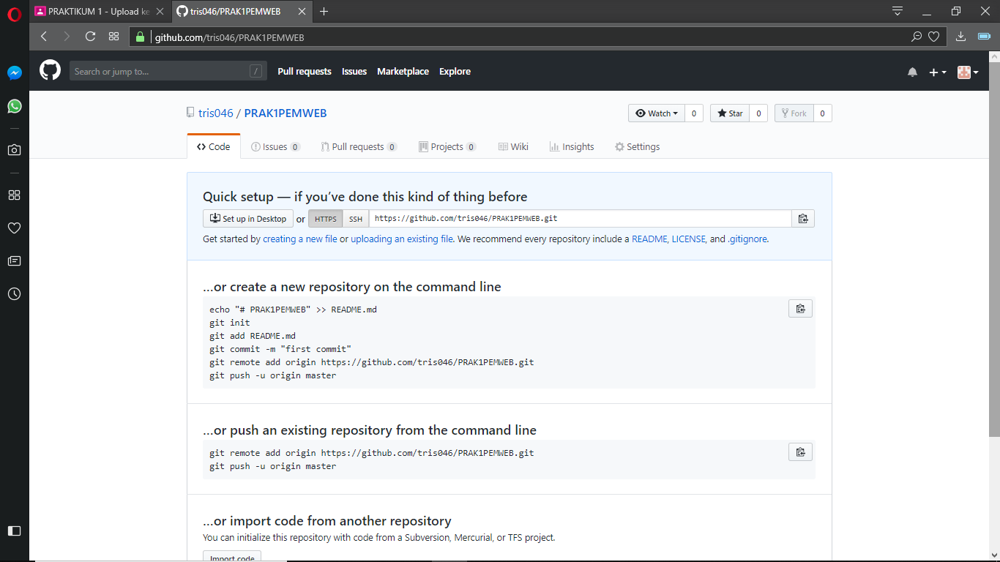 PRAKTIKUM 1 - Upload ke
tris046/PRAK1PEMWEB
github.com/tris046/PRAK1PEMWEB
Search or jump to... /
Pull requests Issues Marketplace Explore
tris046 / PRAK1PEMWEB
Watch 0 Star 0 Fork 0
<> Code Issues 0 Pull requests 0 Projects 0 Wiki Insights Settings
Quick setup — if you’ve done this kind of thing before
Set up in Desktop or HTTPS SSH https://github.com/tris046/PRAK1PEMWEB.git
Get started by creating a new file or uploading an existing file. We recommend every repository include a README, LICENSE, and .gitignore.
…or create a new repository on the command line
echo "# PRAK1PEMWEB" >> README.md
git init
git add README.md
git commit -m "first commit"
git remote add origin https://github.com/tris046/PRAK1PEMWEB.git
git push -u origin master
…or push an existing repository from the command line
git remote add origin https://github.com/tris046/PRAK1PEMWEB.git
git push -u origin master
…or import code from another repository
You can initialize this repository with code from a Subversion, Mercurial, or TFS project.
Import code